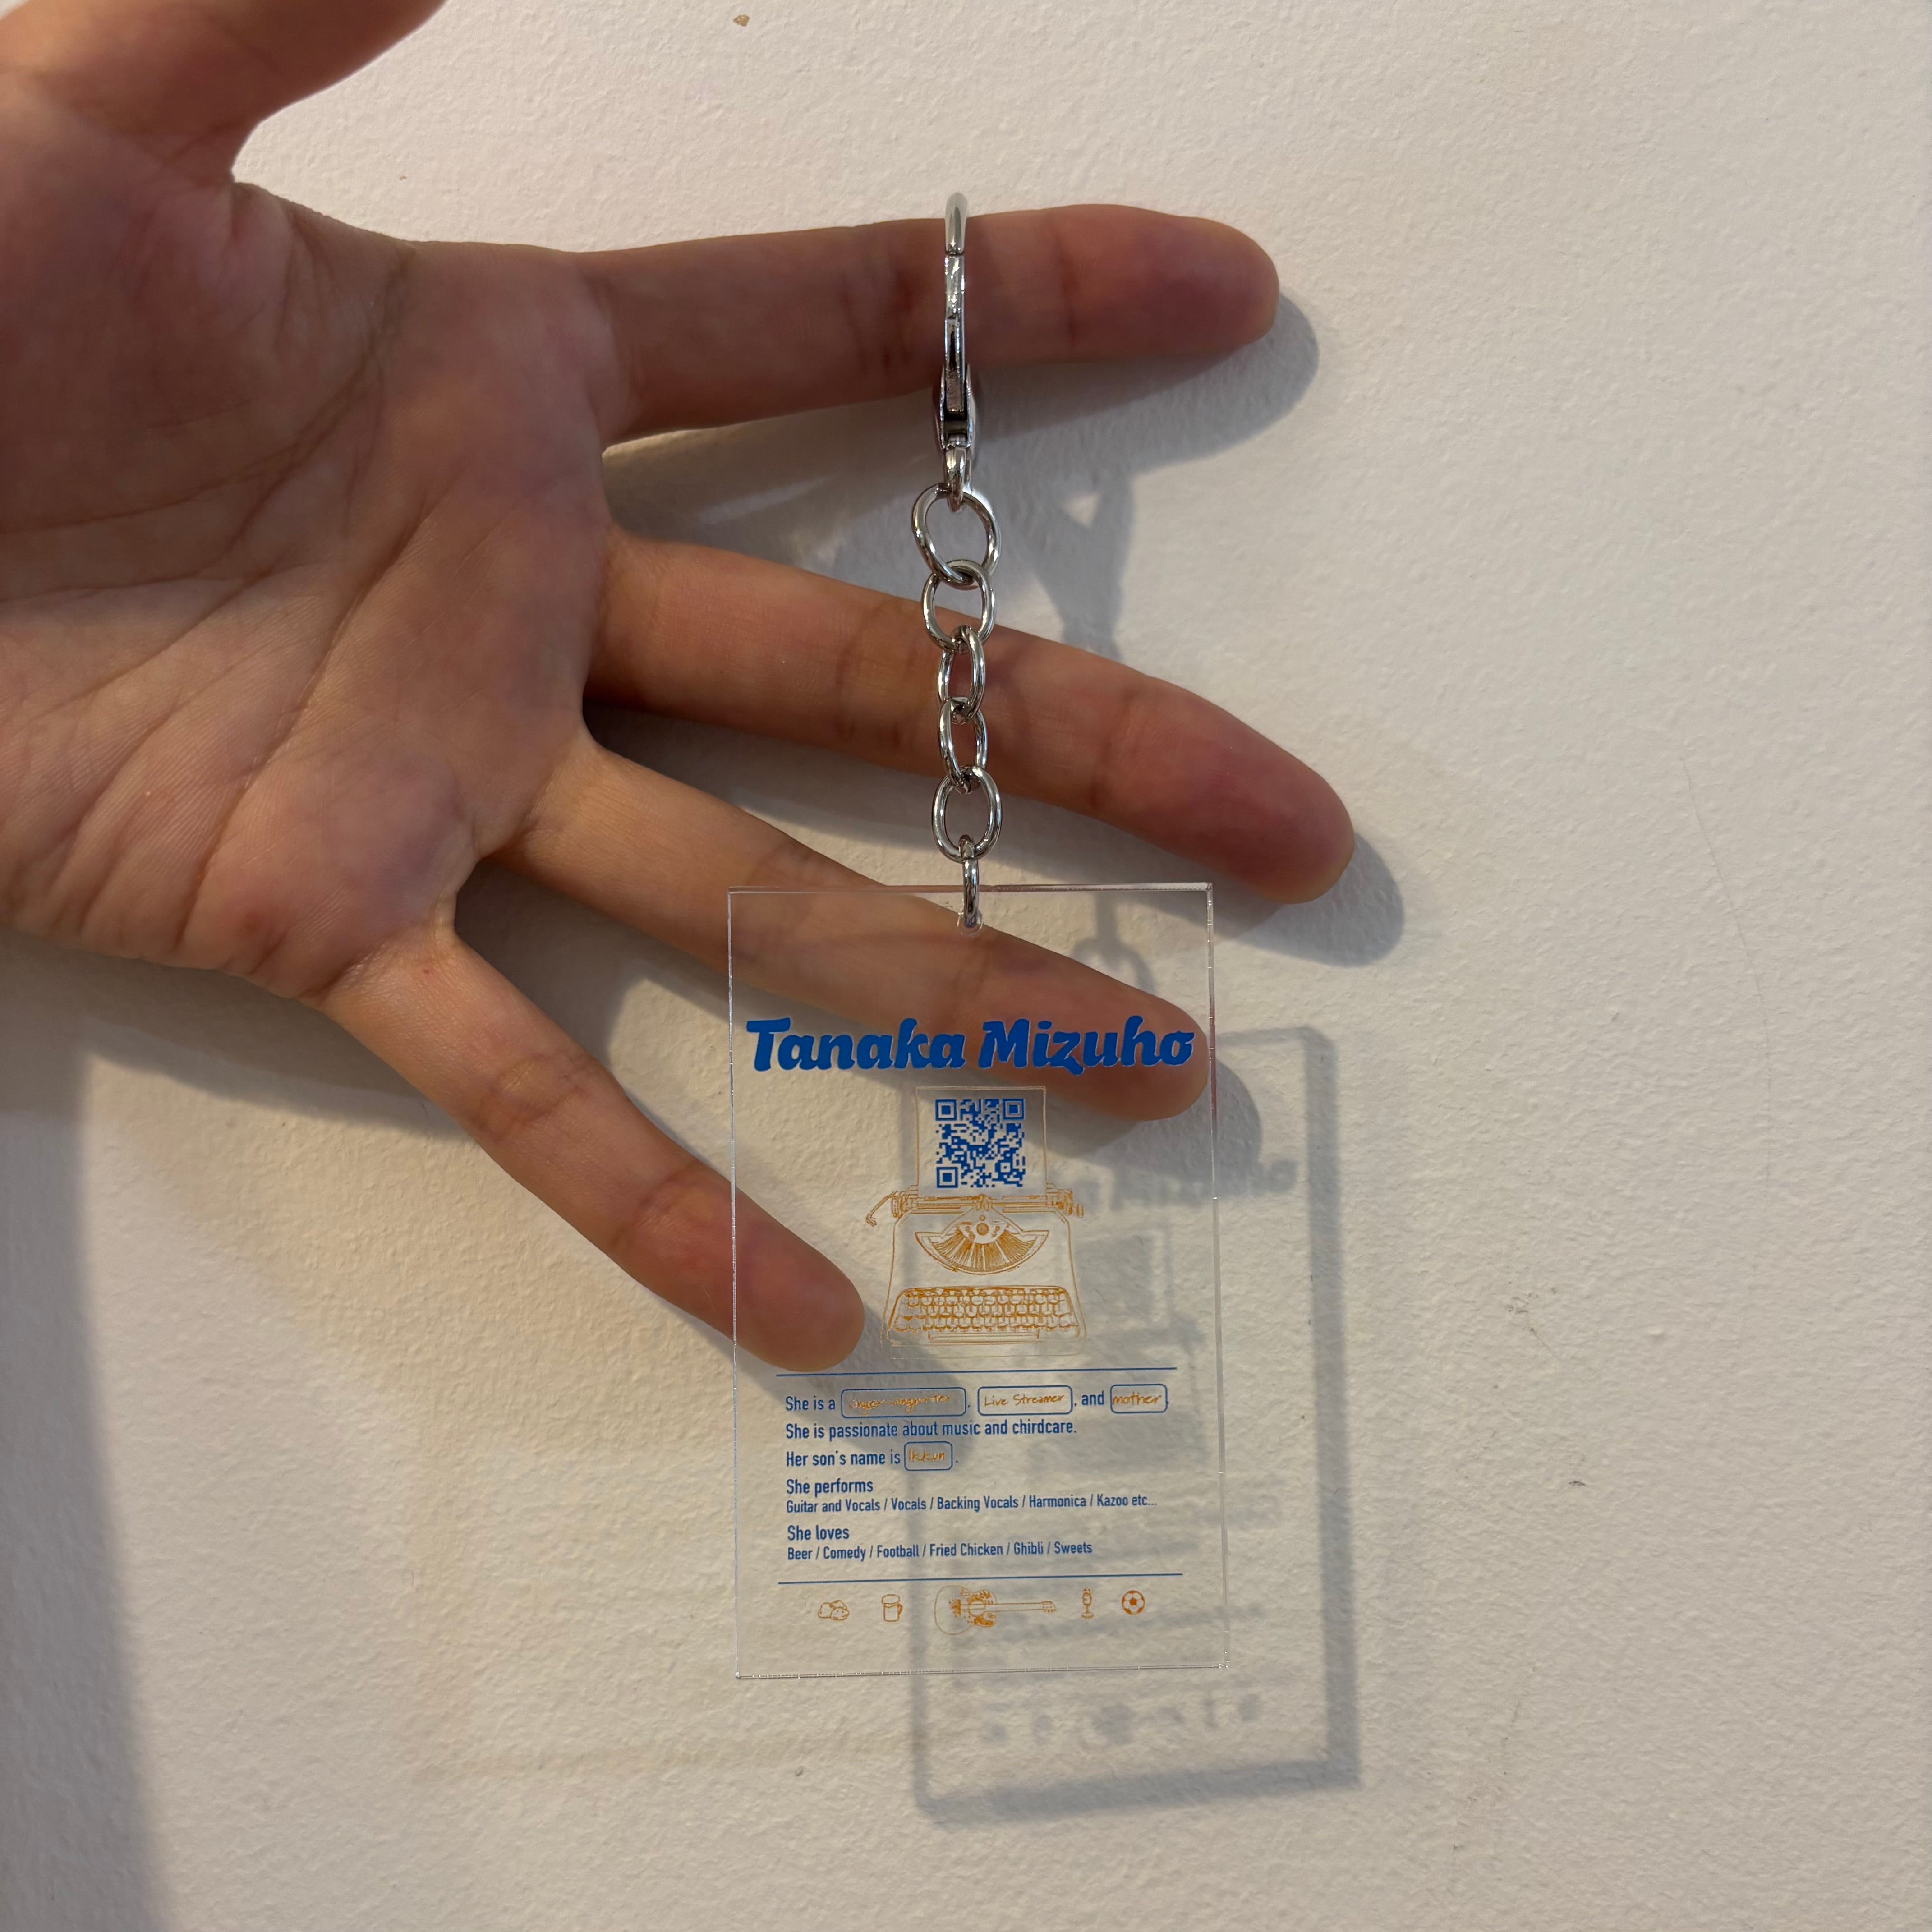 Tanaka Mizuho
She is a singer-songwriter, Live Streamer, and mother.
She is passionate about music and chirdcare.
Her son's name is Ikkun.
She performs
Guitar and Vocals / Vocals / Backing Vocals / Harmonica / Kazoo etc...
She loves
Beer / Comedy / Football / Fried Chicken / Ghibli / Sweets